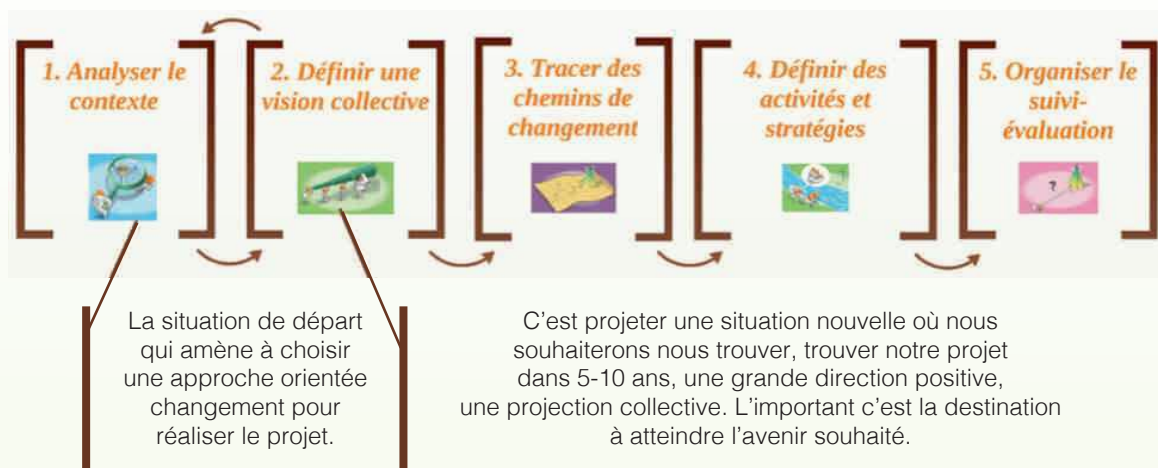 1. Analyser le
contexte
2. Définir une
vision collective
3. Tracer des
chemins de
changement
4. Définir des
activités et
stratégies
5. Organiser le
suivi-
évaluation
?
La situation de départ
qui amène à choisir
une approche orientée
changement pour
réaliser le projet.
C’est projeter une situation nouvelle où nous
souhaiterons nous trouver, trouver notre projet
dans 5-10 ans, une grande direction positive,
une projection collective. L’important c’est la destination
à atteindre l’avenir souhaité.